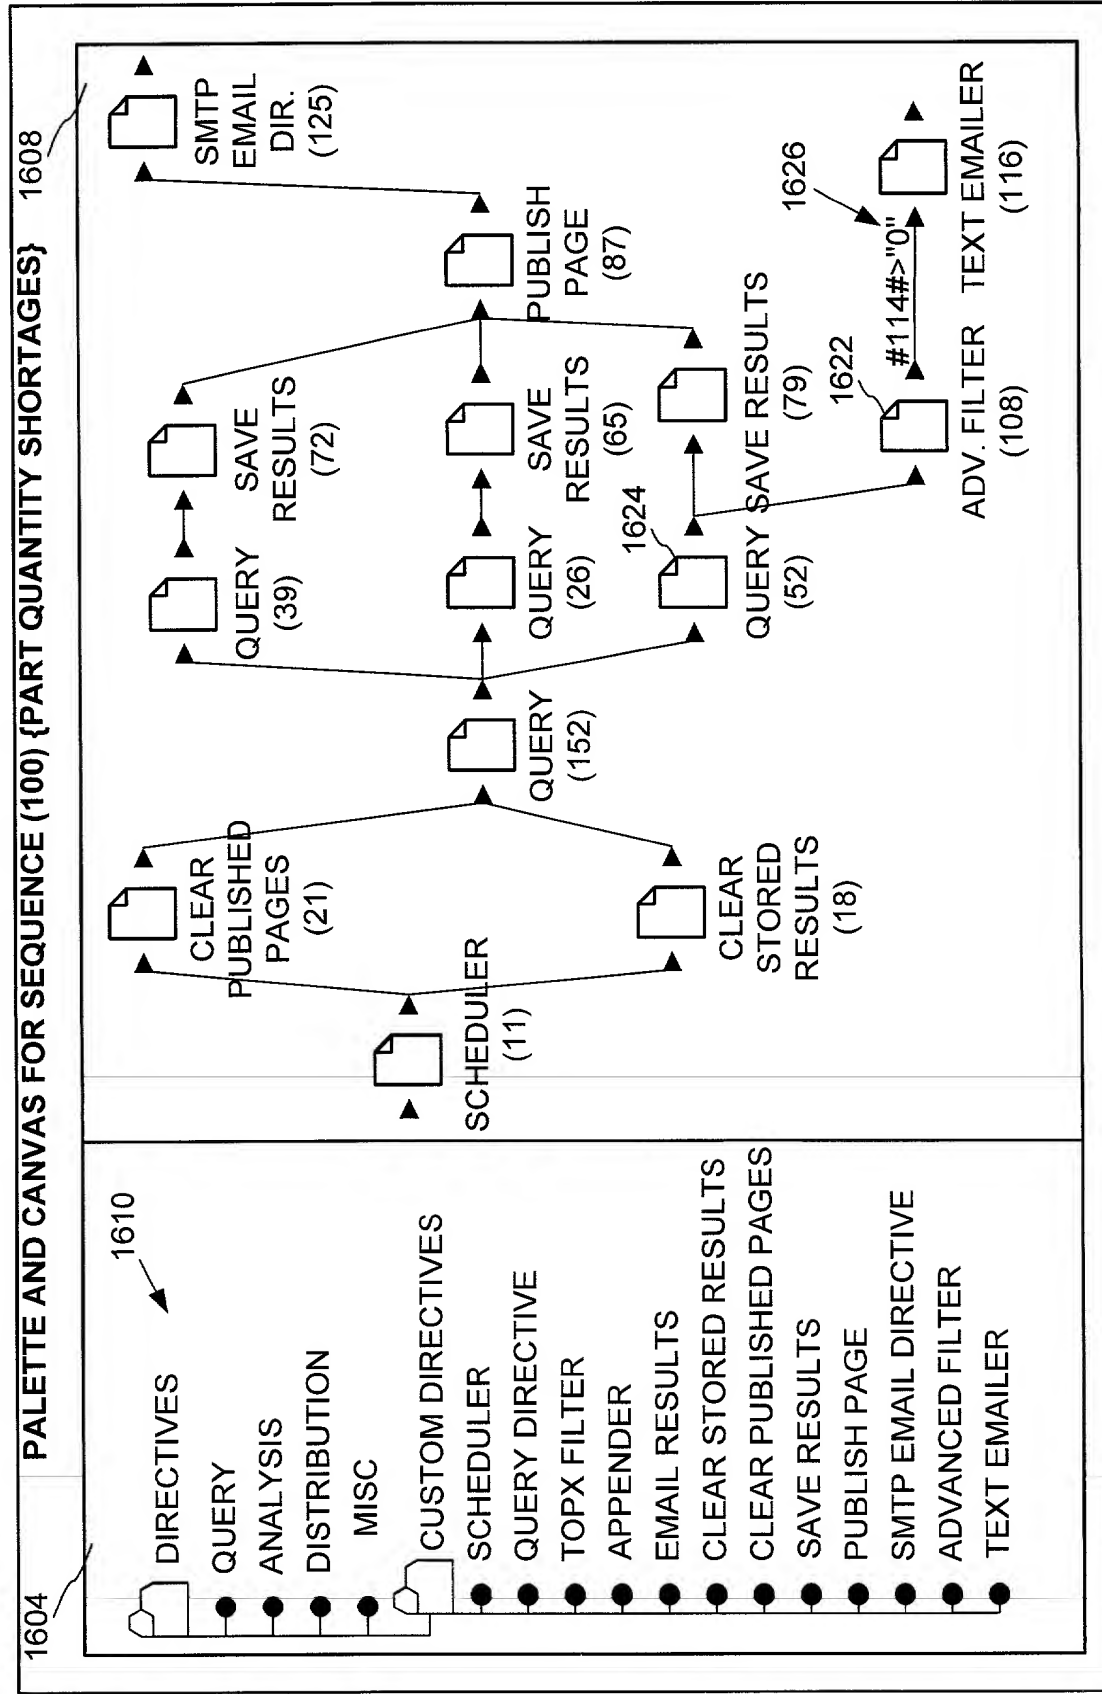 PALETTE AND CANVAS FOR SEQUENCE (100) {PART QUANTITY SHORTAGES}
1604
1608
1610
DIRECTIVES
QUERY
ANALYSIS
DISTRIBUTION
MISC
CUSTOM DIRECTIVES
SCHEDULER
QUERY DIRECTIVE
TOPX FILTER
APPENDER
EMAIL RESULTS
CLEAR STORED RESULTS
CLEAR PUBLISHED PAGES
SAVE RESULTS
PUBLISH PAGE
SMTP EMAIL DIRECTIVE
ADVANCED FILTER
TEXT EMAILER
SCHEDULER
(11)
CLEAR
PUBLISHED
PAGES
(21)
CLEAR
STORED
RESULTS
(18)
QUERY
(152)
QUERY
(39)
QUERY
(26)
1624
QUERY
(52)
SAVE
RESULTS
(72)
SAVE
RESULTS
(65)
SAVE RESULTS
(79)
1622
ADV. FILTER
(108)
PUBLISH
PAGE
(87)
#114#>"0"
1626
SMTP
EMAIL
DIR.
(125)
TEXT EMAILER
(116)